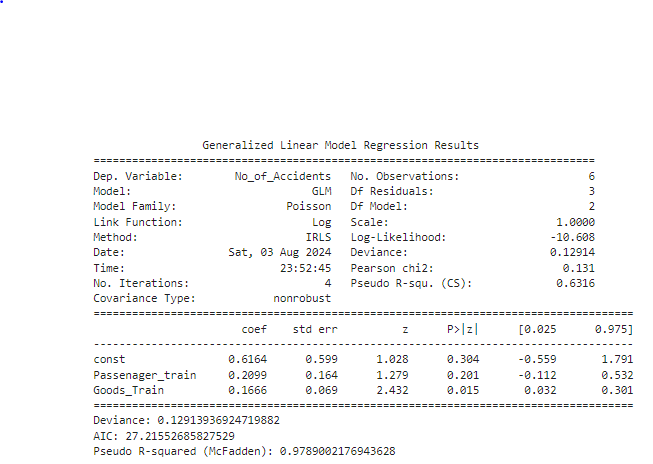 Generalized Linear Model Regression Results
==============================================================================
Dep. Variable: No_of_Accidents No. Observations: 6
Model: GLM Df Residuals: 3
Model Family: Poisson Df Model: 2
Link Function: Log Scale: 1.0000
Method: IRLS Log-Likelihood: -10.608
Date: Sat, 03 Aug 2024 Deviance: 0.12914
Time: 23:52:45 Pearson chi2: 0.131
No. Iterations: 4 Pseudo R-squ. (CS): 0.6316
Covariance Type: nonrobust
====================================================================================
coef std err z P>|z| [0.025 0.975]
------------------------------------------------------------------------------------
const 0.6164 0.599 1.028 0.304 -0.559 1.791
Passenager_train 0.2099 0.164 1.279 0.201 -0.112 0.532
Goods_Train 0.1666 0.069 2.432 0.015 0.032 0.301
====================================================================================
Deviance: 0.12913936924719882
AIC: 27.21552685827529
Pseudo R-squared (McFadden): 0.9789002176943628